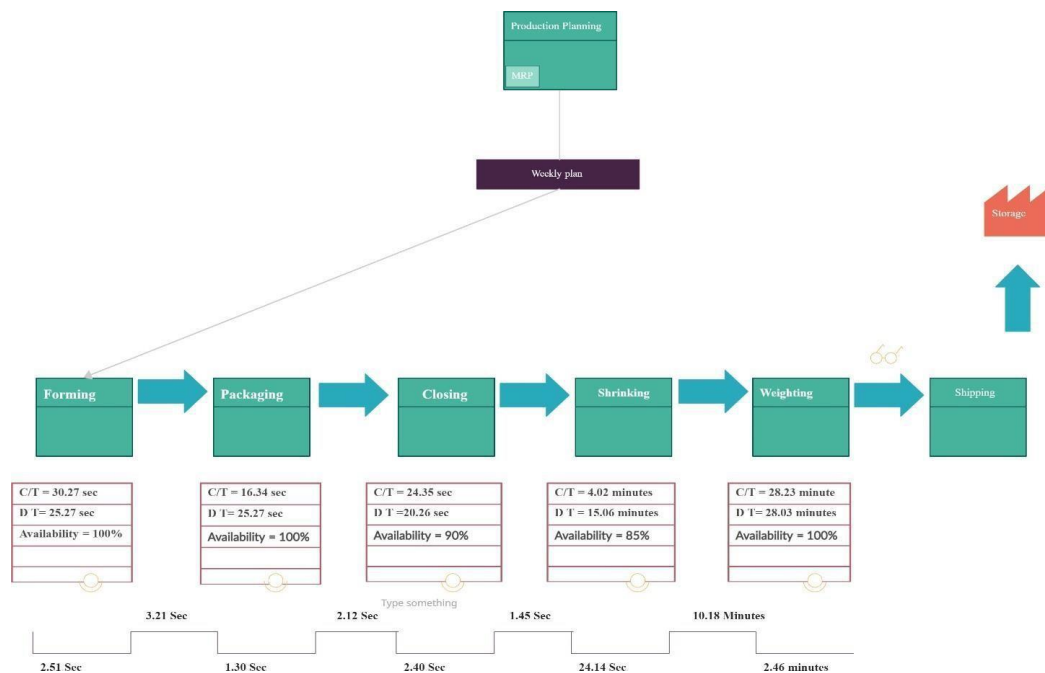 Production Planning
MRP
Weekly plan
Storage
Forming
Packaging
Closing
Shrinking
Weighting
Shipping
C/T = 30.27 sec
D T= 25.27 sec
Availability = 100%
C/T = 16.34 sec
D T= 25.27 sec
Availability = 100%
C/T = 24.35 sec
D T =20.26 sec
Availability = 90%
C/T = 4.02 minutes
D T = 15.06 minutes
Availability = 85%
C/T = 28.23 minute
D T= 28.03 minutes
Availability = 100%
Type something
3.21 Sec
2.12 Sec
1.45 Sec
10.18 Minutes
2.51 Sec
1.30 Sec
2.40 Sec
24.14 Sec
2.46 minutes